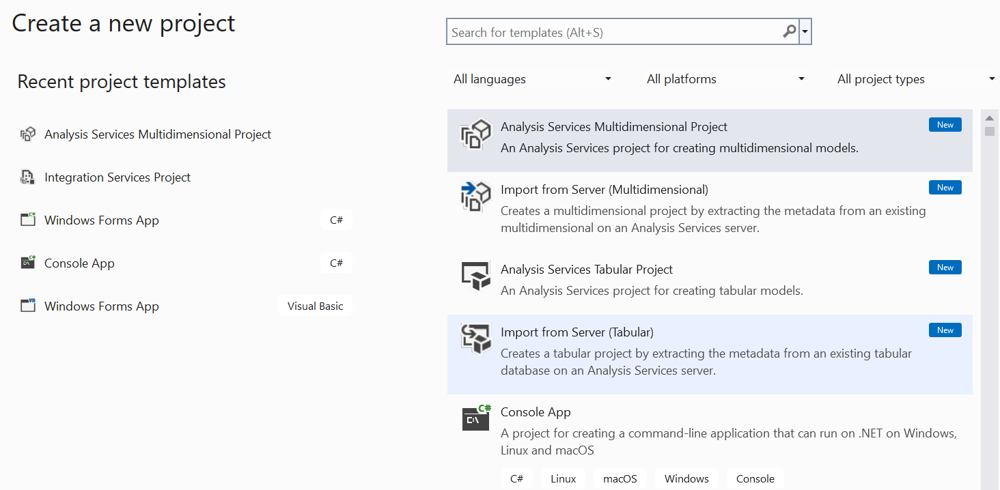 Create a new project
Search for templates (Alt+S)
Recent project templates
Analysis Services Multidimensional Project
Integration Services Project
Windows Forms App C#
Console App C#
Windows Forms App Visual Basic
All languages All platforms All project types
Analysis Services Multidimensional Project New
An Analysis Services project for creating multidimensional models.
Import from Server (Multidimensional) New
Creates a multidimensional project by extracting the metadata from an existing
multidimensional on an Analysis Services server.
Analysis Services Tabular Project New
An Analysis Services project for creating tabular models.
Import from Server (Tabular) New
Creates a tabular project by extracting the metadata from an existing tabular
database on an Analysis Services server.
Console App
A project for creating a command-line application that can run on .NET on Windows,
Linux and macOS
C# Linux macOS Windows Console